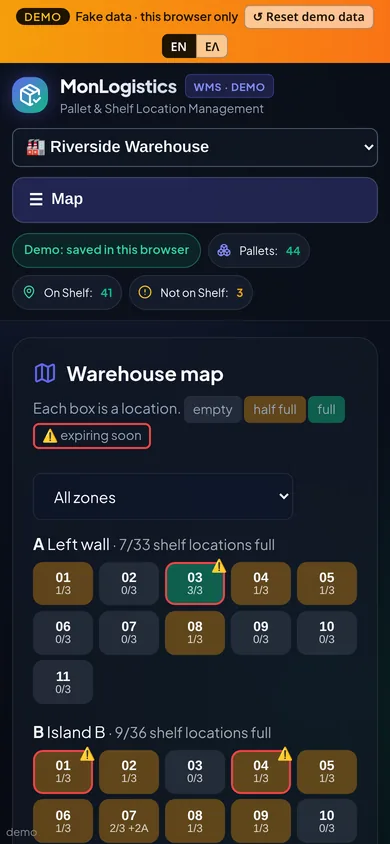 DEMO Fake data · this browser only ↺ Reset demo data
EN ΕΛ
MonLogistics WMS · DEMO
Pallet & Shelf Location Management
Riverside Warehouse
☰ Map
Demo: saved in this browser Pallets: 44
On Shelf: 41 Not on Shelf: 3
Warehouse map
Each box is a location. empty half full full
⚠️ expiring soon
All zones
A Left wall · 7/33 shelf locations full
01 02 03 04 05
1/3 0/3 3/3 1/3 1/3
06 07 08 09 10
0/3 0/3 1/3 0/3 0/3
11
0/3
B Island B · 9/36 shelf locations full
01 02 03 04 05
1/3 1/3 0/3 1/3 1/3
06 07 08 09 10
1/3 2/3 +2A 1/3 1/3 0/3
demo